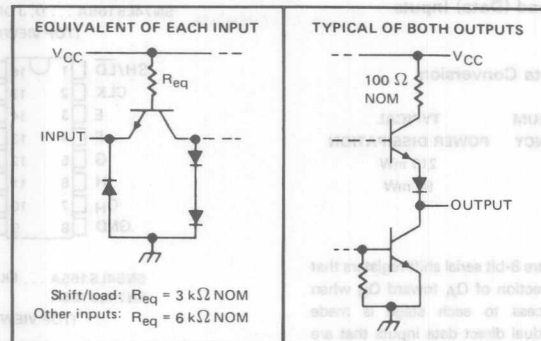 EQUIVALENT OF EACH INPUT
VCC
Req
INPUT
Shift/load: Req = 3 kΩ NOM
Other inputs: Req = 6 kΩ NOM
TYPICAL OF BOTH OUTPUTS
VCC
100 Ω
NOM
OUTPUT